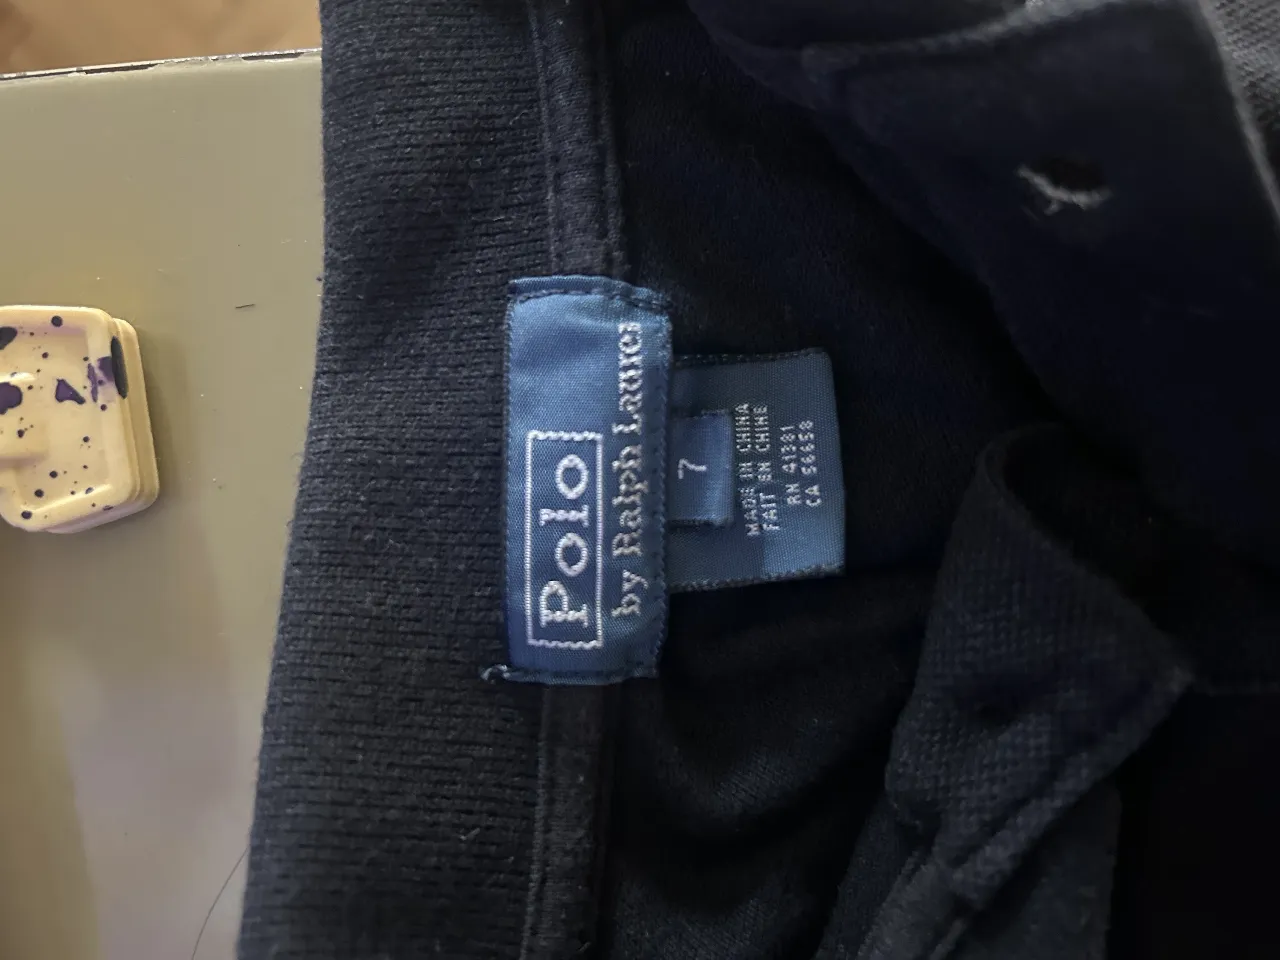 Polo
by Ralph Lauren
7
MADE IN CHINA
FAIT EN CHINE
RN 41381
CA 56658